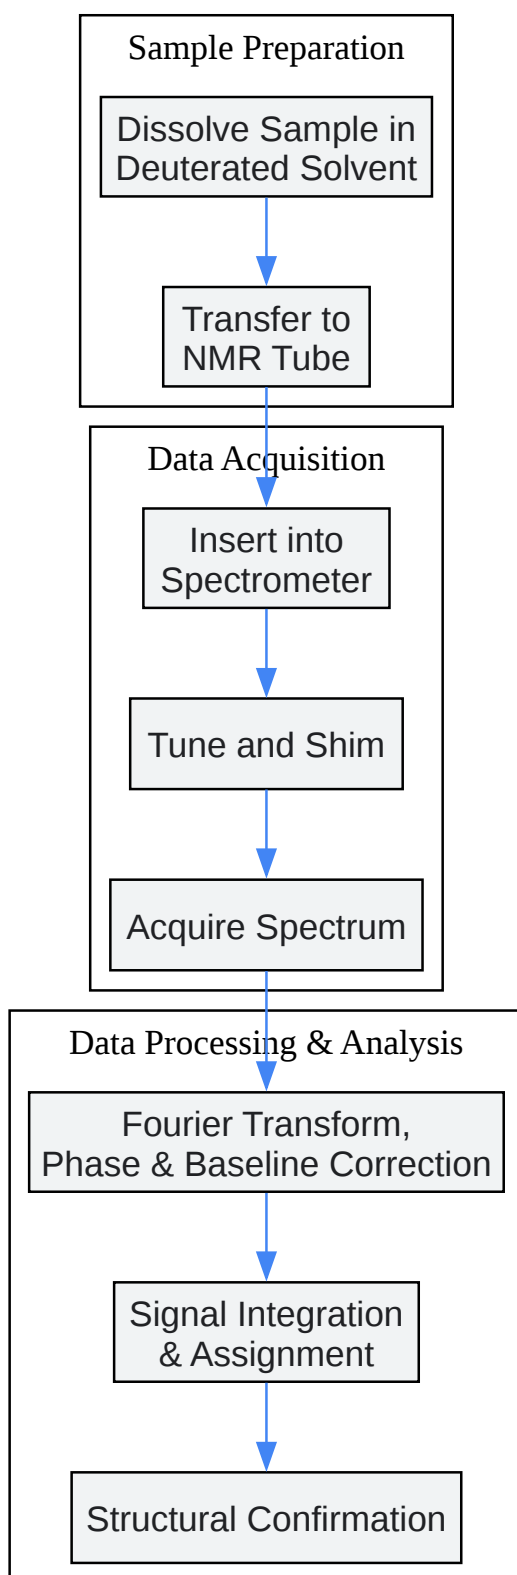 Sample Preparation
Dissolve Sample in
Deuterated Solvent
Transfer to
NMR Tube
Data Acquisition
Insert into
Spectrometer
Tune and Shim
Acquire Spectrum
Data Processing & Analysis
Fourier Transform,
Phase & Baseline Correction
Signal Integration
& Assignment
Structural Confirmation